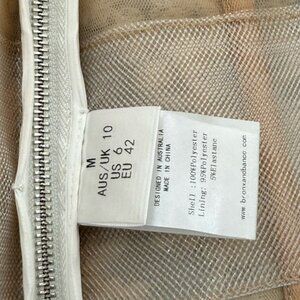 M
AUS/UK 10
US 6
EU 42
DESIGNED IN AUSTRALIA
MADE IN CHINA
Shell :100%Polyester
Lining: 95%Polyester
5%Elastane
www.bronxandbanco.com